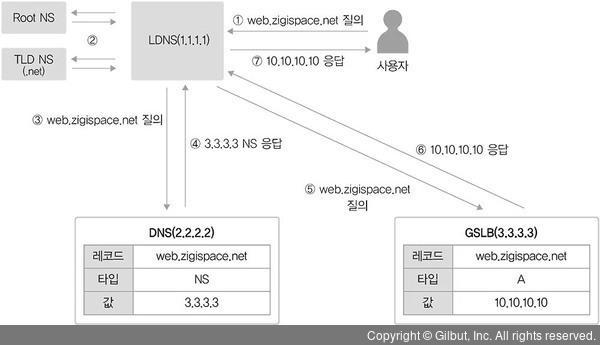 Root NS
TLD NS
(.net)
②
LDNS(1.1.1.1)
① web.zigispace.net 질의
⑦ 10.10.10.10 응답
사용자
③ web.zigispace.net 질의
④ 3.3.3.3 NS 응답
⑥ 10.10.10.10 응답
⑤ web.zigispace.net
질의
DNS(2.2.2.2)
레코드 web.zigispace.net
타입 NS
값 3.3.3.3
GSLB(3.3.3.3)
레코드 web.zigispace.net
타입 A
값 10.10.10.10
Copyright © Gilbut, Inc. All rights reserved.